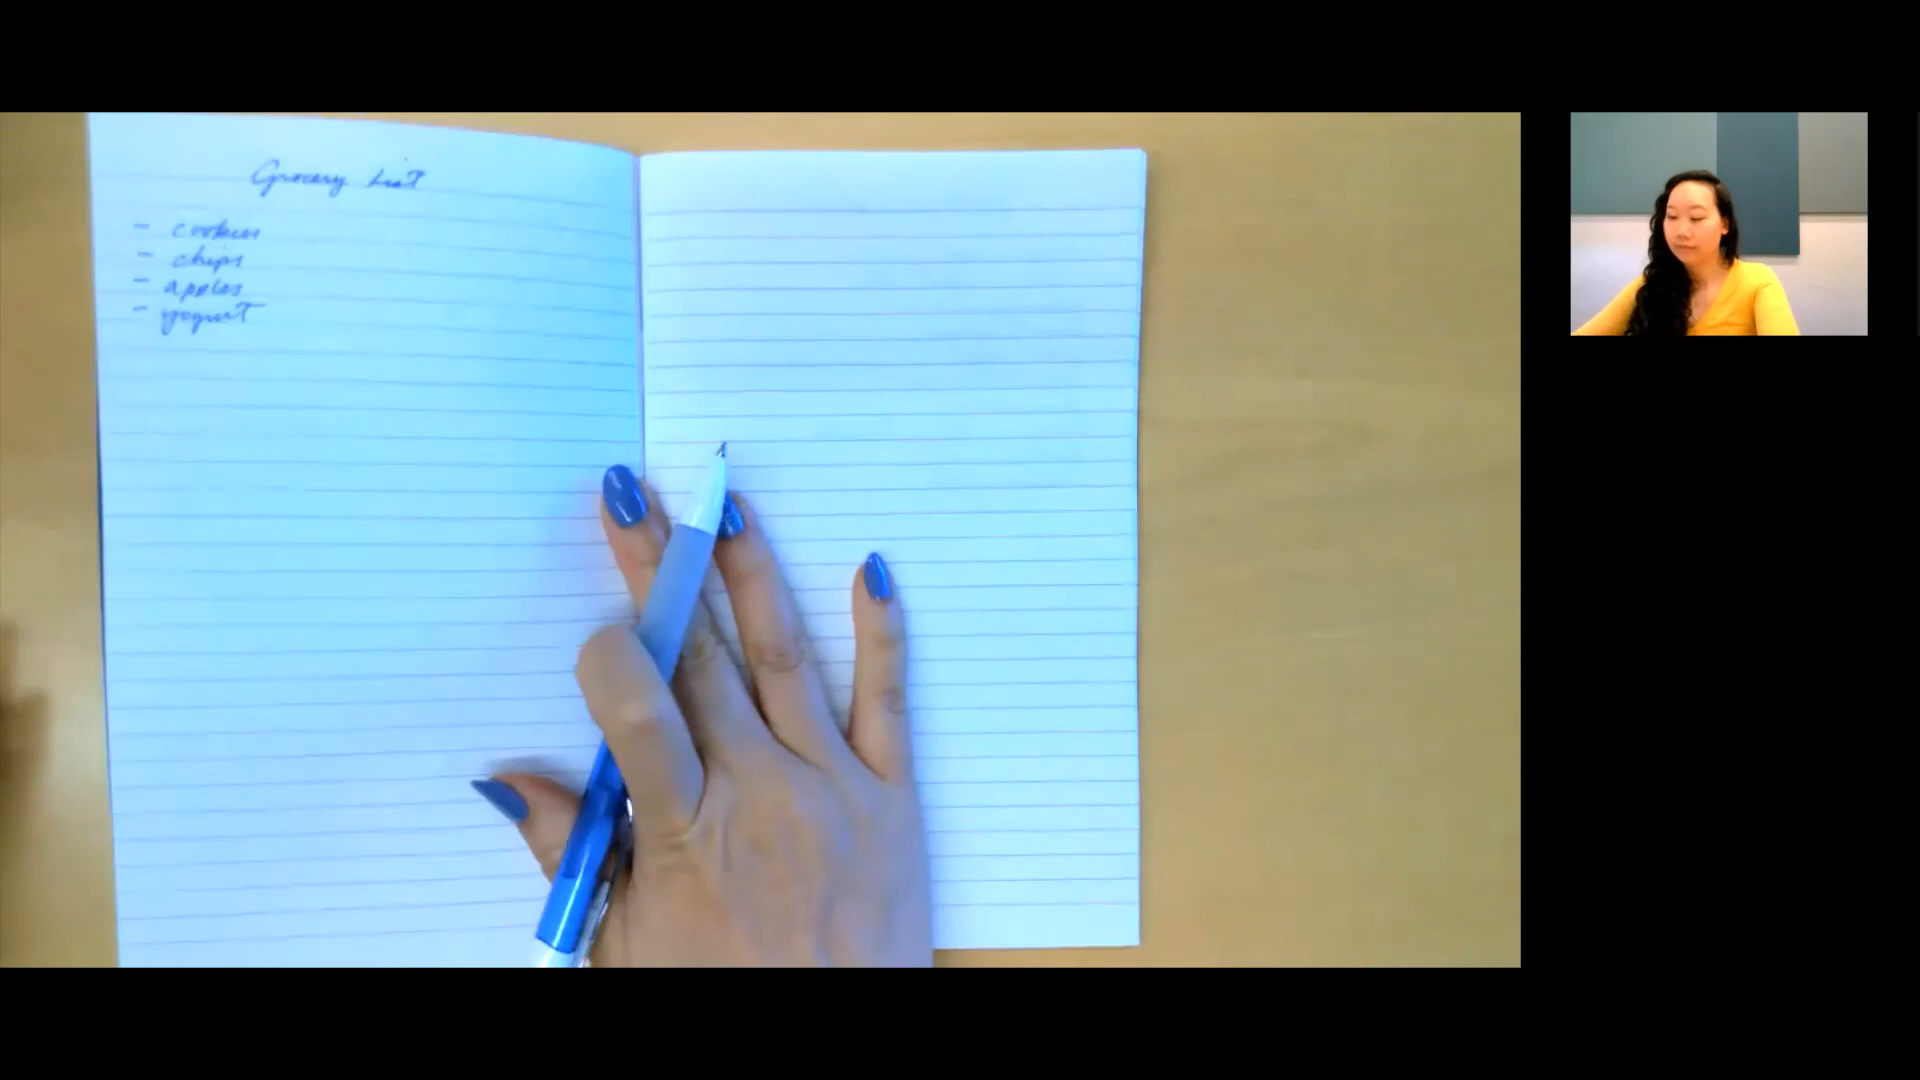 Grocery List
- cookies
- chips
- apples
- yogurt